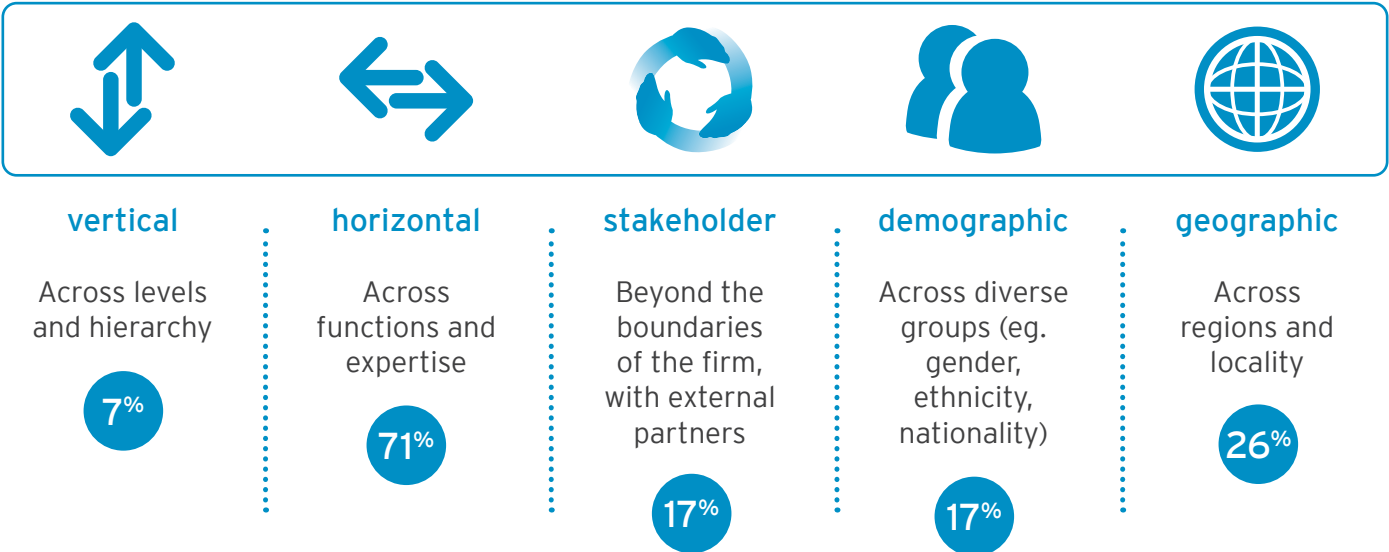 vertical
Across levels
and hierarchy
7%
horizontal
Across
functions and
expertise
71%
stakeholder
Beyond the
boundaries
of the firm,
with external
partners
17%
demographic
Across diverse
groups (eg.
gender,
ethnicity,
nationality)
17%
geographic
Across
regions and
locality
26%